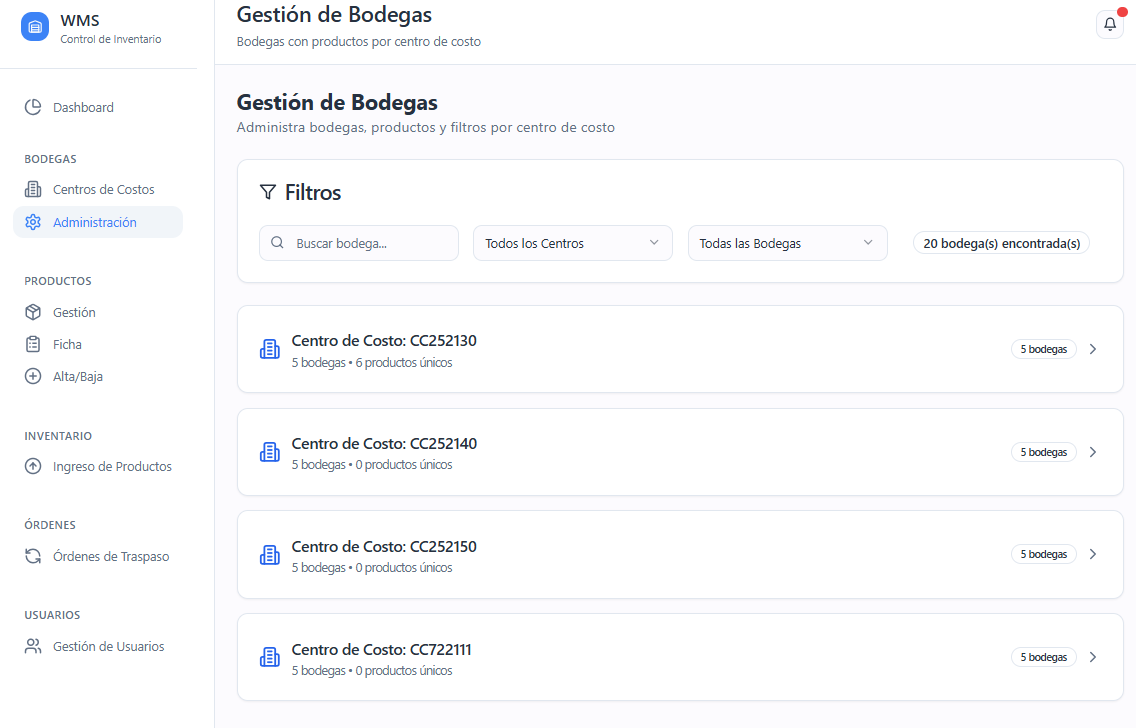 WMS
Control de Inventario
Dashboard
BODEGAS
Centros de Costos
Administración
PRODUCTOS
Gestión
Ficha
Alta/Baja
INVENTARIO
Ingreso de Productos
ÓRDENES
Órdenes de Traspaso
USUARIOS
Gestión de Usuarios
Gestión de Bodegas
Bodegas con productos por centro de costo
Gestión de Bodegas
Administra bodegas, productos y filtros por centro de costo
Filtros
Buscar bodega... Todos los Centros Todas las Bodegas 20 bodega(s) encontrada(s)
Centro de Costo: CC252130
5 bodegas • 6 productos únicos
5 bodegas
Centro de Costo: CC252140
5 bodegas • 0 productos únicos
5 bodegas
Centro de Costo: CC252150
5 bodegas • 0 productos únicos
5 bodegas
Centro de Costo: CC722111
5 bodegas • 0 productos únicos
5 bodegas